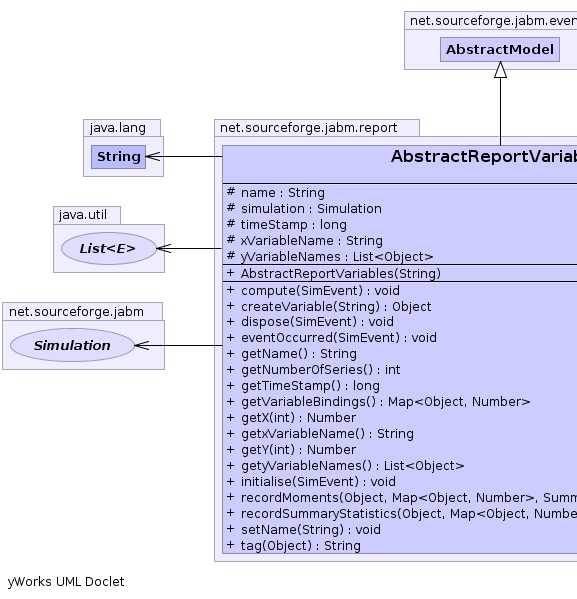 net.sourceforge.jabm.even
AbstractModel
java.lang
String
net.sourceforge.jabm.report
AbstractReportVariab
java.util
List<E>
net.sourceforge.jabm
Simulation
# name : String
# simulation : Simulation
# timeStamp : long
# xVariableName : String
# yVariableNames : List<Object>
+ AbstractReportVariables(String)
+ compute(SimEvent) : void
+ createVariable(String) : Object
+ dispose(SimEvent) : void
+ eventOccurred(SimEvent) : void
+ getName() : String
+ getNumberOfSeries() : int
+ getTimeStamp() : long
+ getVariableBindings() : Map<Object, Number>
+ getX(int) : Number
+ getxVariableName() : String
+ getY(int) : Number
+ getyVariableNames() : List<Object>
+ initialise(SimEvent) : void
+ recordMoments(Object, Map<Object, Number>, Summ
+ recordSummaryStatistics(Object, Map<Object, Numbe
+ setName(String) : void
+ tag(Object) : String
yWorks UML Doclet